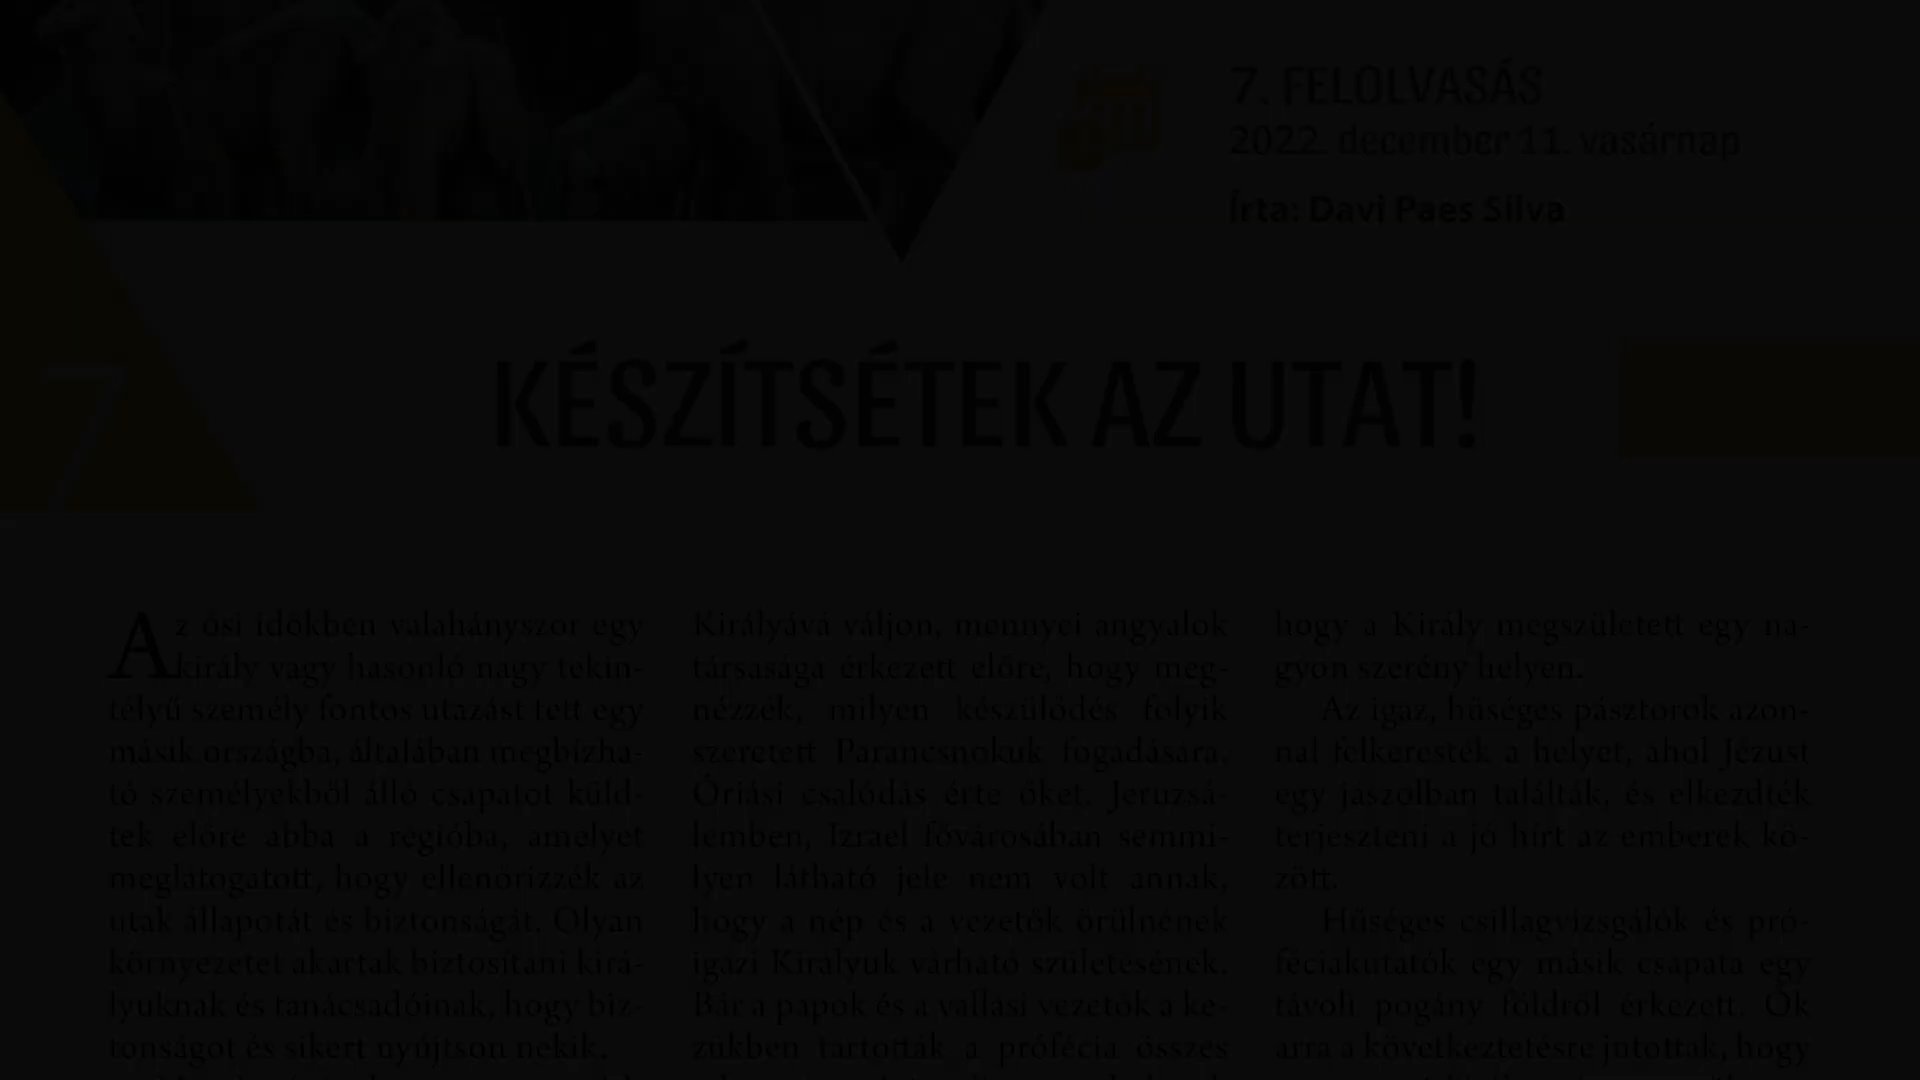 7. FELOLVASÁS
2022. december 11. vasárnap
Írta: Davi Paes Silva
7
KÉSZÍTSÉTEK AZ UTAT!
Az ősi időkben valahányszor egy
király vagy hasonló nagy tekin-
télyű személy fontos utazást tett egy
másik országba, általában megbízha-
tó személyekből álló csapatot küld-
tek előre abba a régióba, amelyet
meglátogatott, hogy ellenőrizzék az
utak állapotát és biztonságát. Olyan
környezetet akartak biztosítani kirá-
lyuknak és tanácsadóinak, hogy biz-
tonságot és sikert nyújtson nekik.
Királyává váljon, mennyei angyalok
társasága érkezett előre, hogy meg-
nézzék, milyen készülődés folyik
szeretett Parancsnokuk fogadására.
Óriási csalódás érte őket. Jeruzsá-
lemben, Izrael fővárosában semmi-
lyen látható jele nem volt annak,
hogy a nép és a vezetők örülnének
igazi Királyuk várható születésének.
Bár a papok és a vallási vezetők a ke-
zükben tartották a prófécia összes
hogy a Király megszületett egy na-
gyon szerény helyen.
Az igaz, hűséges pásztorok azon-
nal felkeresték a helyet, ahol Jézust
egy jászolban találták, és elkezdték
terjeszteni a jó hírt az emberek kö-
zött.
Hűséges csillagvizsgálók és pró-
féciakutatók egy másik csapata egy
távoli pogány földről érkezett. Ők
arra a következtetésre jutottak, hogy